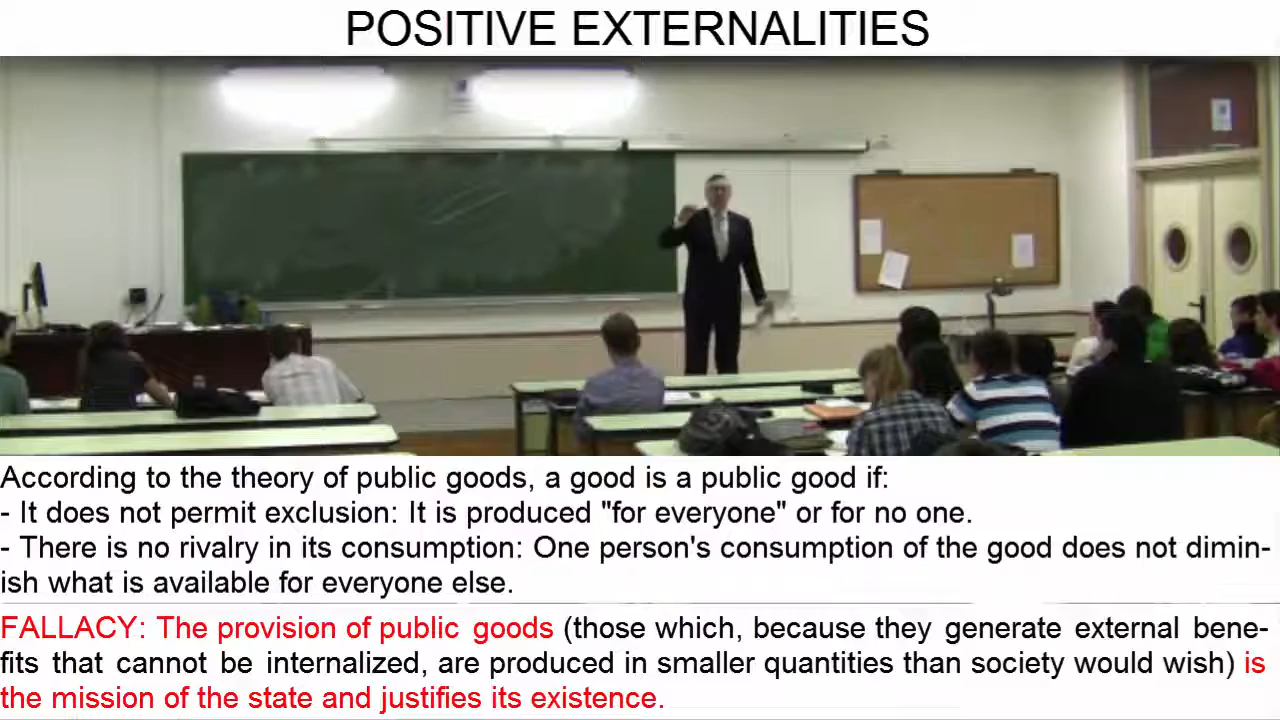 POSITIVE EXTERNALITIES
According to the theory of public goods, a good is a public good if:
- It does not permit exclusion: It is produced "for everyone" or for no one.
- There is no rivalry in its consumption: One person's consumption of the good does not dimin-
ish what is available for everyone else.
FALLACY: The provision of public goods (those which, because they generate external bene-
fits that cannot be internalized, are produced in smaller quantities than society would wish) is
the mission of the state and justifies its existence.